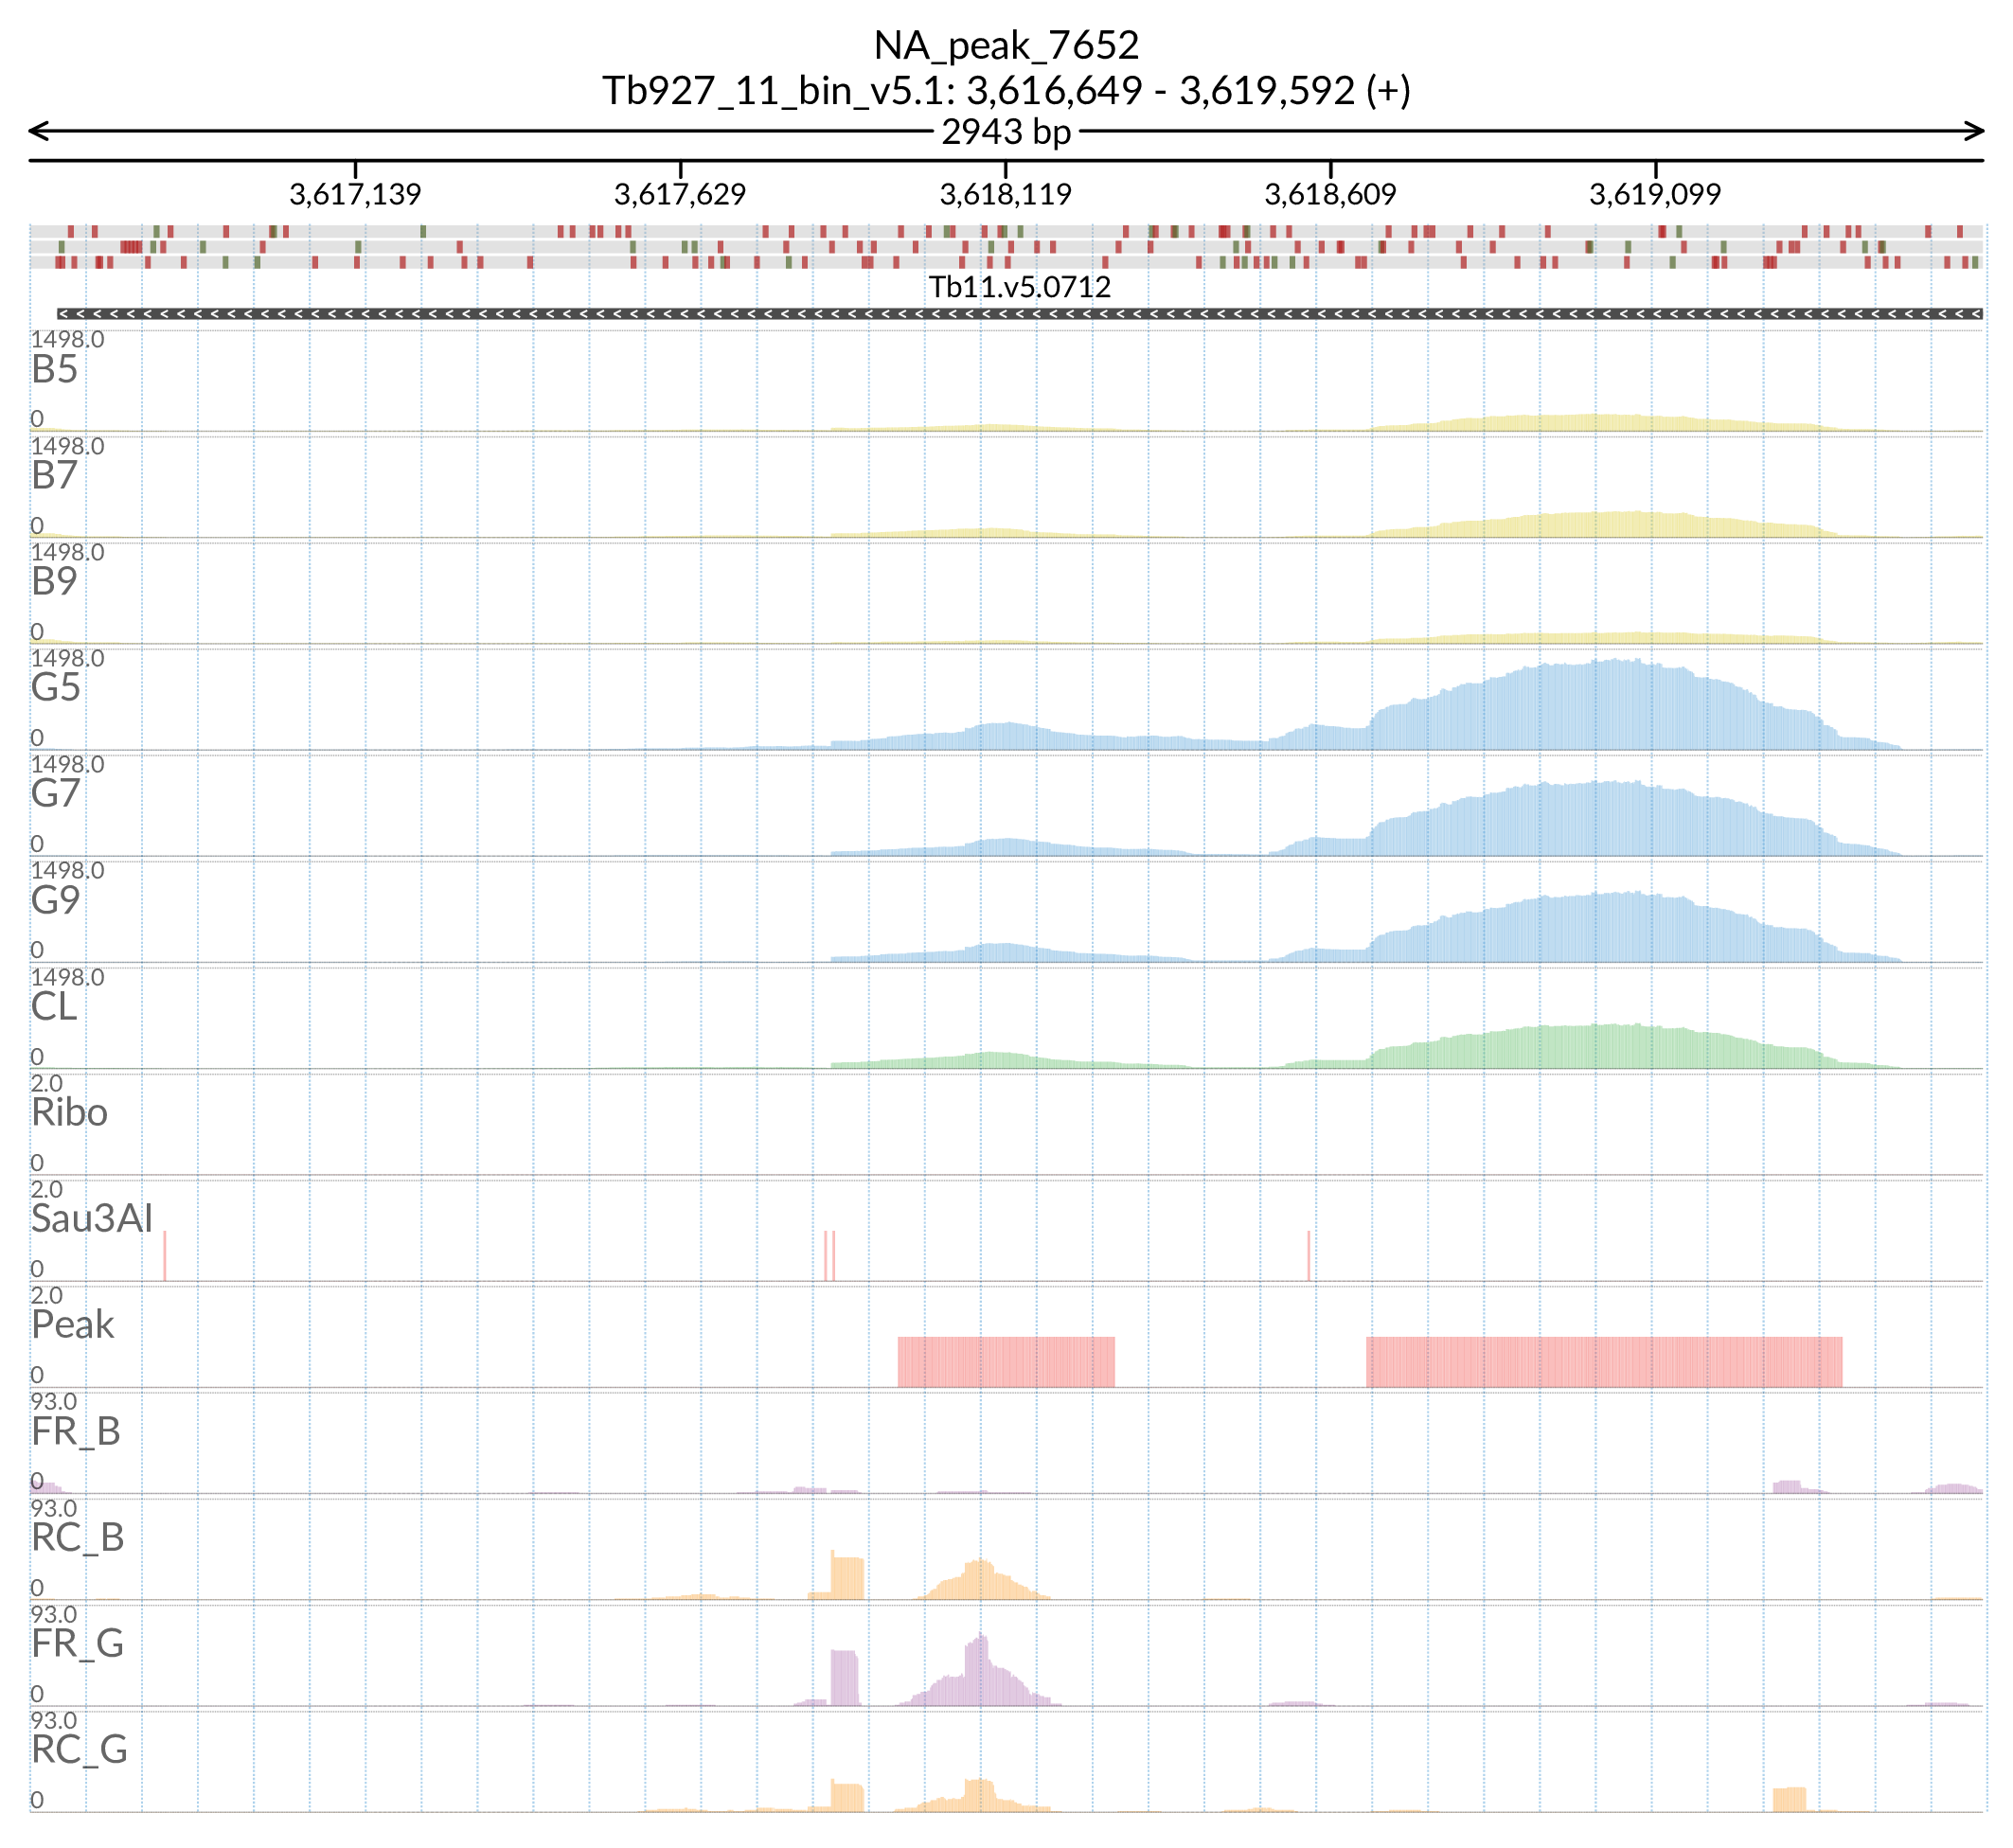 NA_peak_7652
Tb927_11_bin_v5.1: 3,616,649 - 3,619,592 (+)
2943 bp
3,617,139 3,617,629 3,618,119 3,618,609 3,619,099
Tb11.v5.0712
1498.0
B5
0
1498.0
B7
0
1498.0
B9
0
1498.0
G5
0
1498.0
G7
0
1498.0
G9
0
1498.0
CL
0
2.0
Ribo
0
2.0
Sau3AI
0
2.0
Peak
0
93.0
FR_B
0
93.0
RC_B
0
93.0
FR_G
0
93.0
RC_G
0